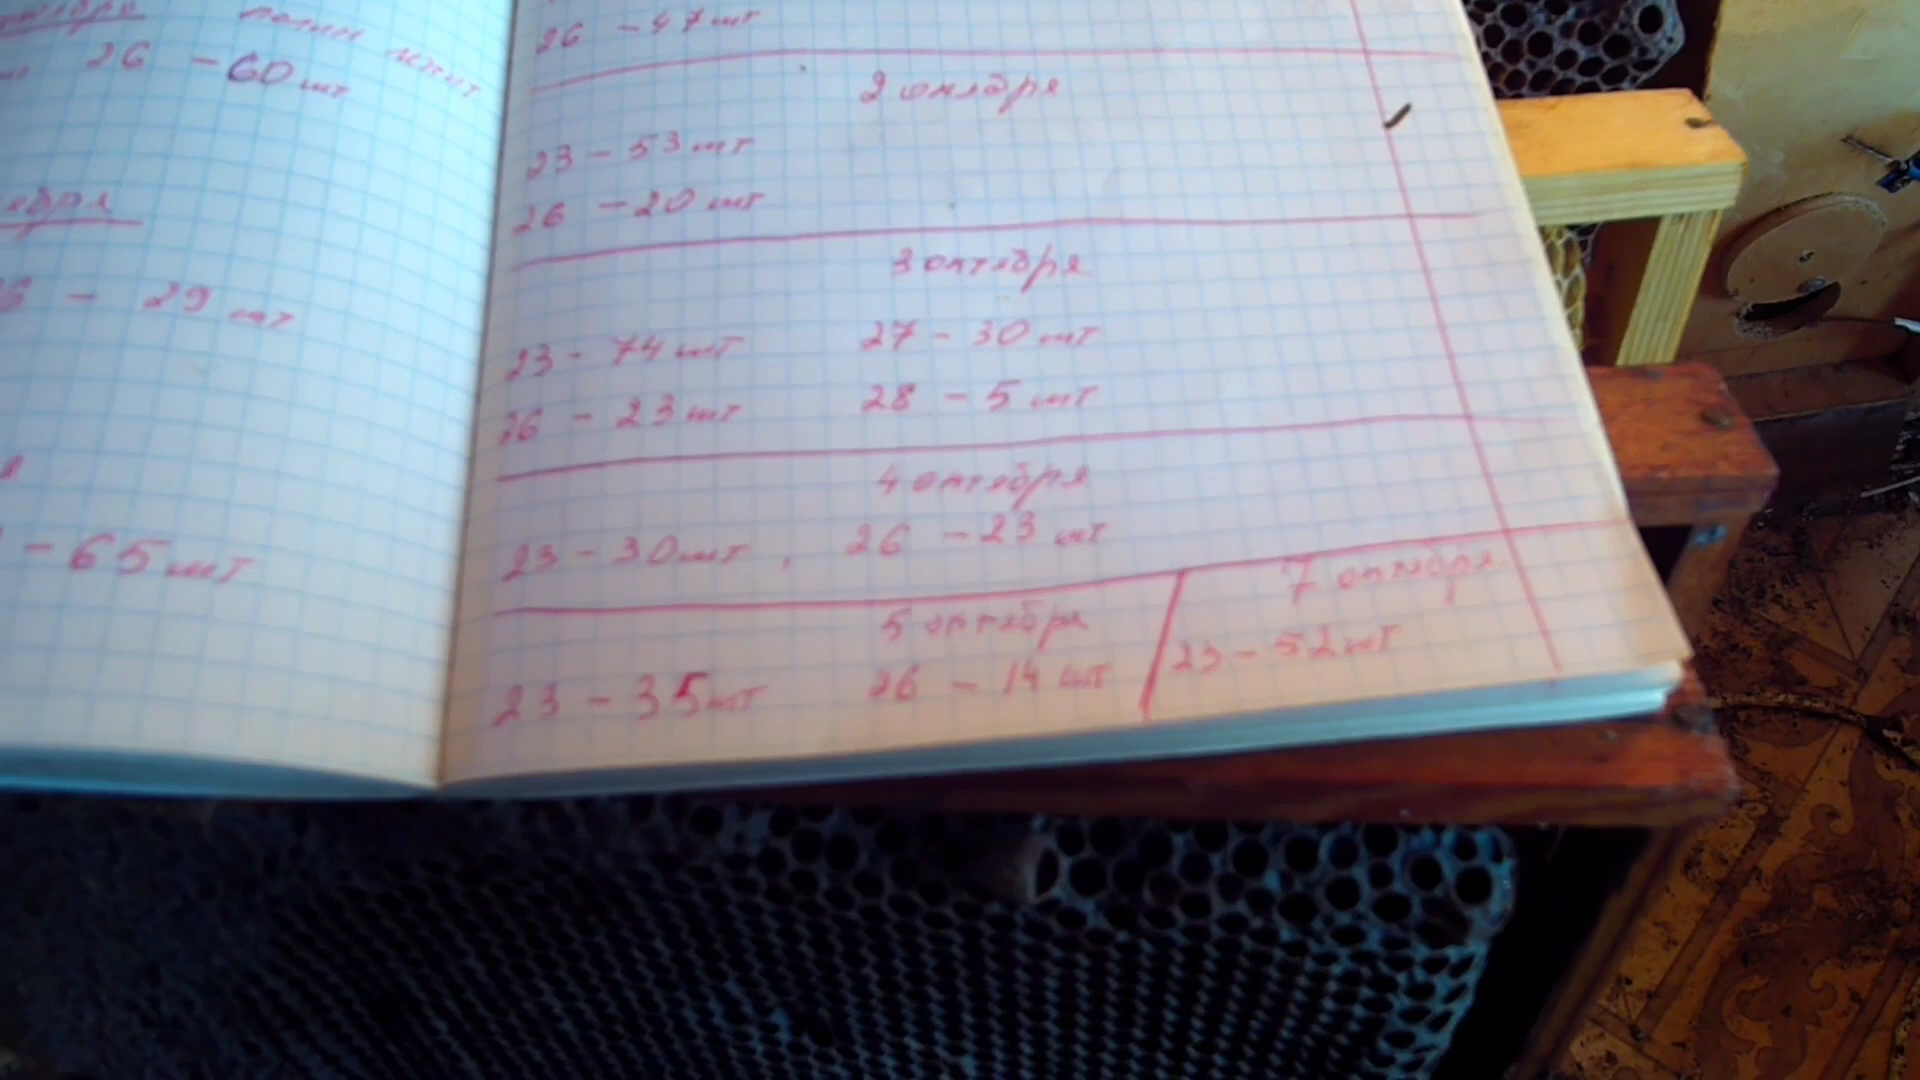 26 - 60 шт
26 - 29 шт
- 65 шт
26 - 47 шт
2 октября
23 - 53 шт
26 - 20 шт
3 октября
23 - 74 шт 27 - 30 шт
26 - 23 шт 28 - 5 шт
4 октября
23 - 30 шт, 26 - 23 шт
5 октября 7 октября
23 - 35 шт 26 - 14 шт 23 - 52 шт